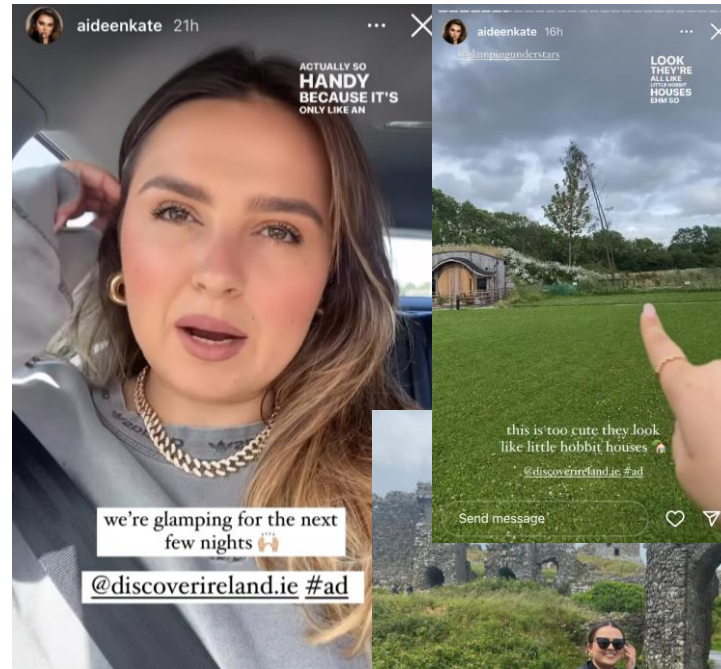 aideenkate 21h
ACTUALLY SO
HANDY
BECAUSE IT'S
ONLY LIKE AN
we're glamping for the next
few nights 🙌🏼
@discoverireland.ie #ad
aideenkate 16h
@glampingunderstars
LOOK
THEY'RE
ALL LIKE
LITTLE HOBBIT
HOUSES
EHM SO
this is too cute they look
like little hobbit houses 🏡
@discoverireland.ie #ad
Send message